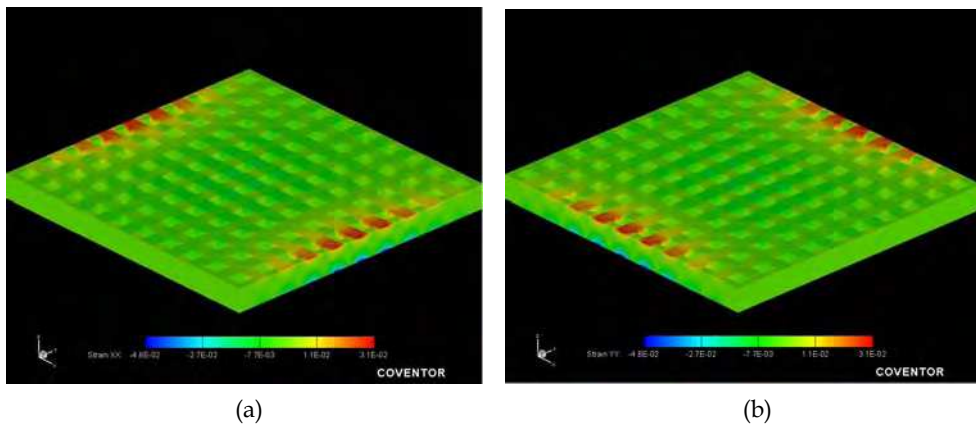 Strain XX: -4.6E-02 -2.7E-02 -7.7E-03 1.1E-02 3.1E-02
COVENTOR
Strain YY: -4.8E-02 -2.7E-02 -7.7E-03 1.1E-02 3.1E-02
COVENTOR
(a)
(b)